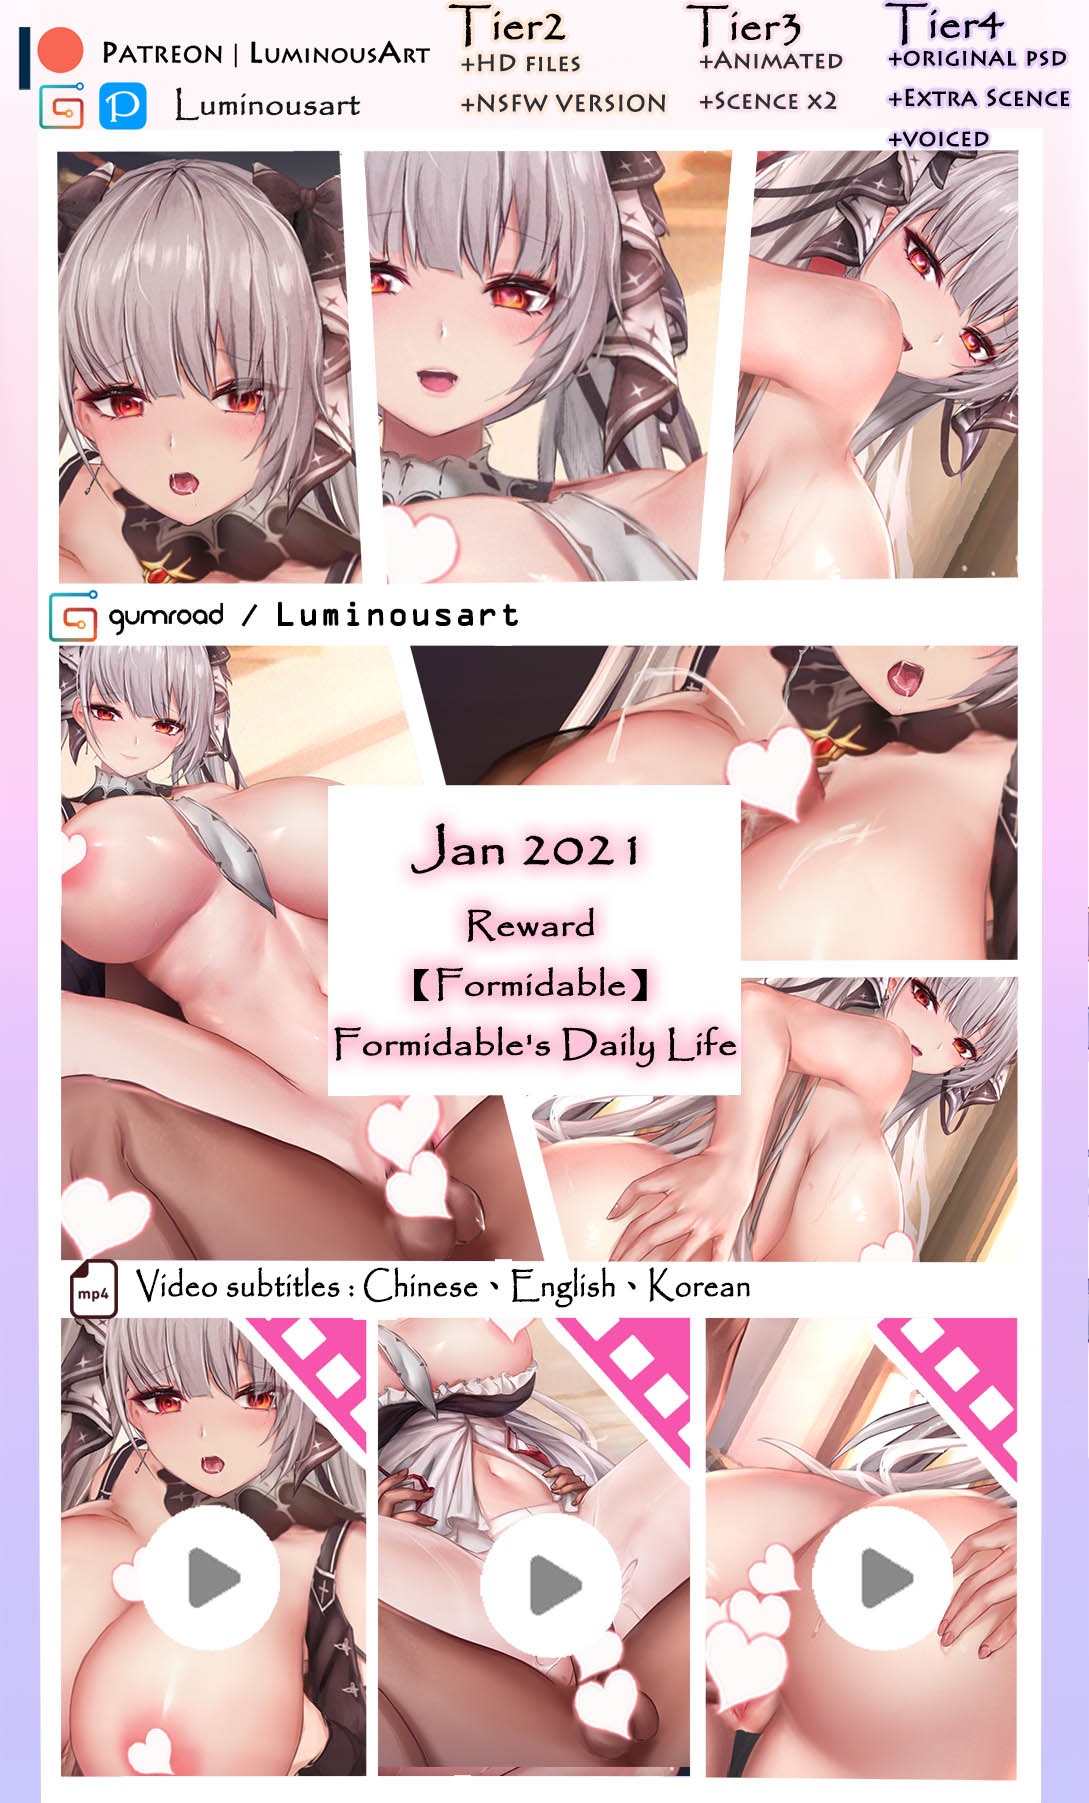 Patreon | LuminousArt
Luminousart
Tier2
+HD files
+NSFW version
Tier3
+Animated
+Scence x2
Tier4
+original psd
+Extra Scence
+voiced
gumroad / Luminousart
Jan 2021
Reward
【Formidable】
Formidable's Daily Life
mp4
Video subtitles : Chinese、English、Korean